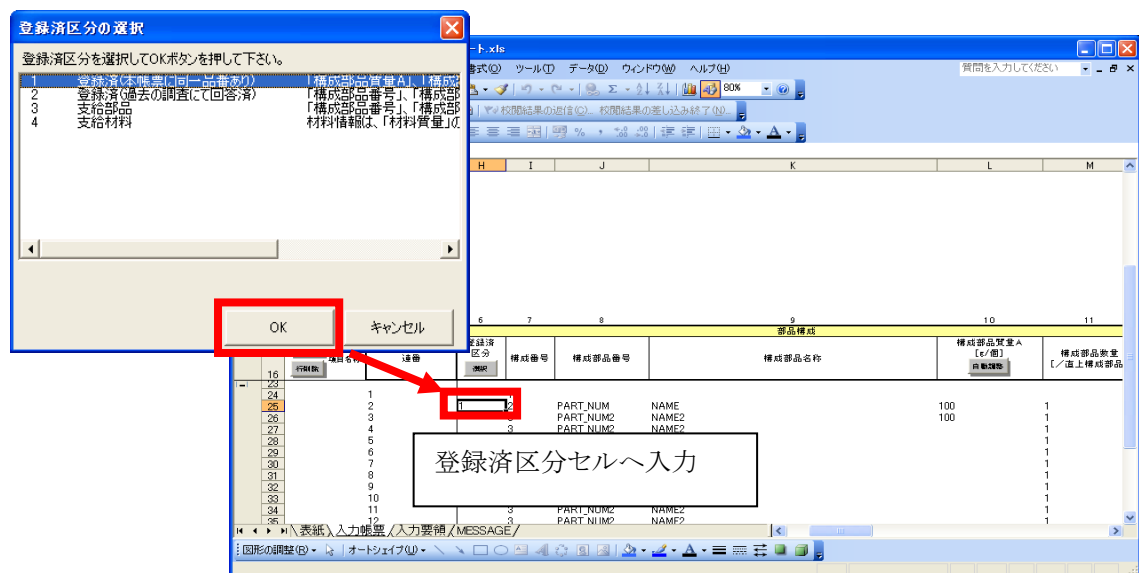 登録済区分の選択
登録済区分を選択してOKボタンを押して下さい。
1 登録済(本帳票に同一品番あり) 「構成部品質量A」、「構成
2 登録済(過去の調査にて回答済) 「構成部品番号」、「構成部
3 支給部品 「構成部品番号」、「構成部
4 支給材料 材料情報は、「材料質量」の
OK キャンセル
ート.xls
書式(O) ツール(T) データ(D) ウィンドウ(W) ヘルプ(H) 質問を入力してください
80%
校閲結果の返信(C)... 校閲結果の差し込み終了(N)...
H I J K L M
6 7 8 9 10 11
部品構成
項目名称 連番 登録済区分 構成番号 構成部品番号 構成部品名称 構成部品質量A [g/個] 構成部品数量 [/直上構成部品
16 行削除 選択 自動調整
23
24 1
25 2 1 2 PART_NUM NAME 100 1
26 3 PART_NUM2 NAME2 100 1
27 4 3 PART_NUM2 NAME2 1
28 5 1
29 6 1
30 7 1
31 8 1
32 9 1
33 10 1
34 11 3 PART_NUM2 NAME2 1
35 12 3 PART_NUM2 NAME2 1
登録済区分セルへ入力
表紙 入力帳票 入力要領 MESSAGE
図形の調整(R) オートシェイプ(U)